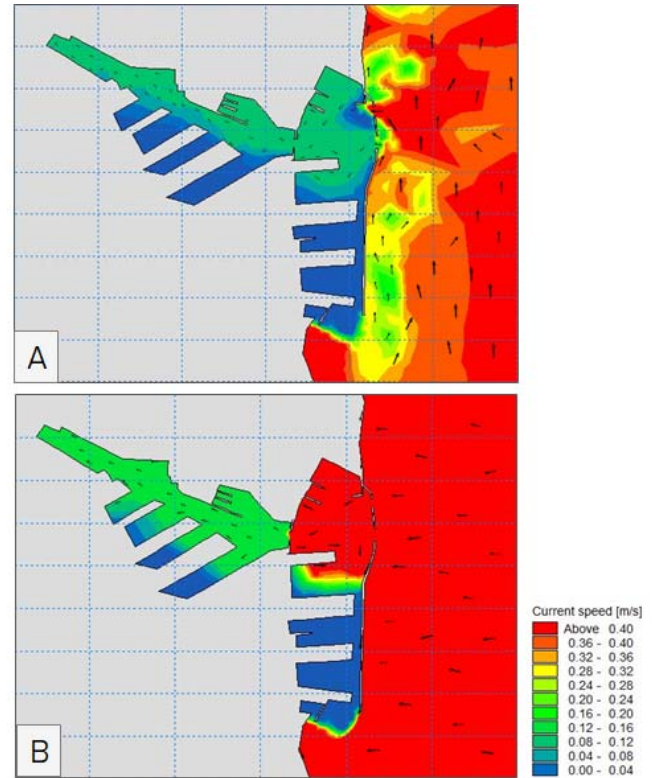 A
B
Current speed [m/s]
Above 0.40
0.36 - 0.40
0.32 - 0.36
0.28 - 0.32
0.24 - 0.28
0.20 - 0.24
0.16 - 0.20
0.12 - 0.16
0.08 - 0.12
0.04 - 0.08
0.00 - 0.04